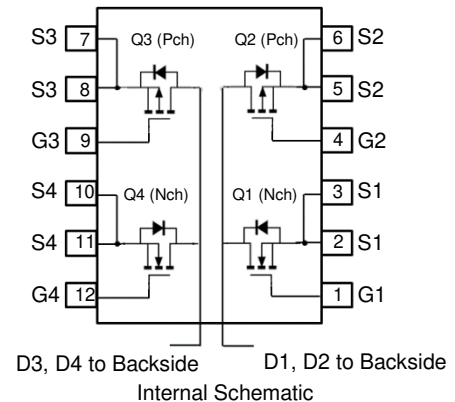 S3 7 Q3 (Pch) Q2 (Pch) 6 S2
S3 8 5 S2
G3 9 4 G2
S4 10 Q4 (Nch) Q1 (Nch) 3 S1
S4 11 2 S1
G4 12 1 G1
D3, D4 to Backside D1, D2 to Backside
Internal Schematic